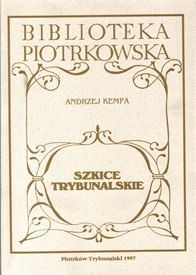 BIBLIOTEKA
PIOTRKOWSKA
ANDRZEJ KEMPA
SZKICE
TRYBUNALSKIE
Piotrków Trybunalski 1997